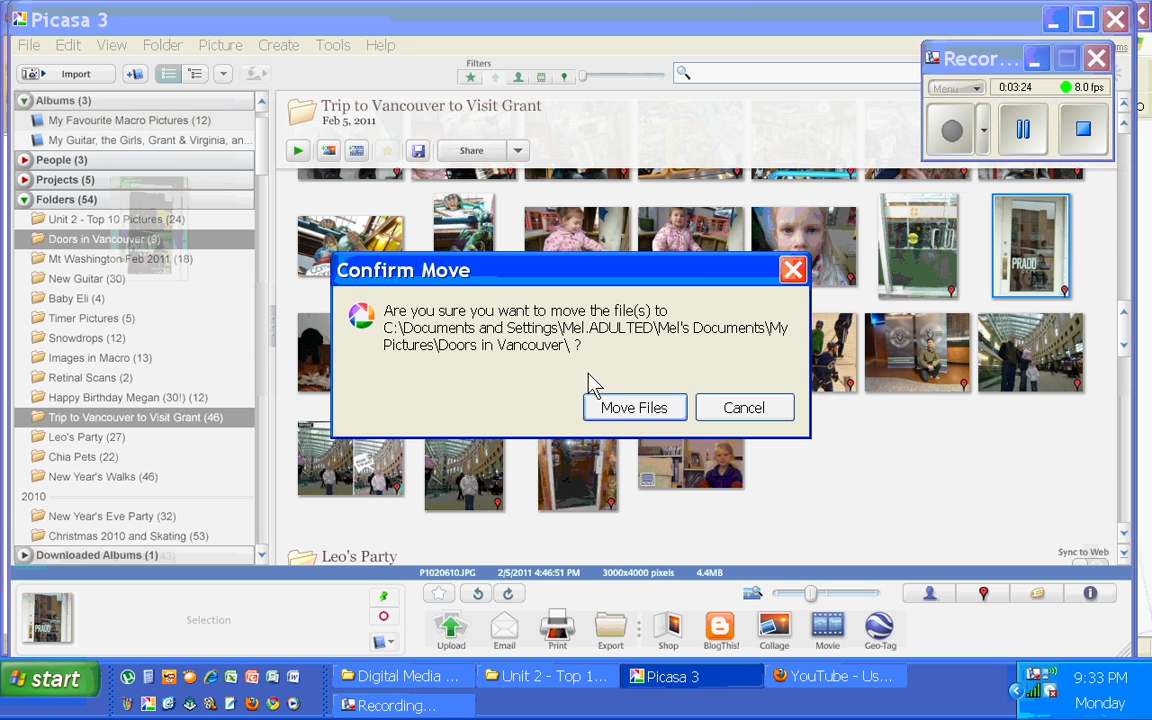 Picasa 3
File Edit View Folder Picture Create Tools Help
Recor...
Menu 0:03:24 8.0 fps
Import
Filters
Albums (3)
My Favourite Macro Pictures (12)
My Guitar, the Girls, Grant & Virginia, an...
People (3)
Projects (5)
Folders (54)
Unit 2 - Top 10 Pictures (24)
Doors in Vancouver (9)
Mt Washington Feb 2011 (18)
New Guitar (30)
Baby Eli (4)
Timer Pictures (5)
Snowdrops (12)
Images in Macro (13)
Retinal Scans (2)
Happy Birthday Megan (30!) (12)
Trip to Vancouver to Visit Grant (46)
Leo's Party (27)
Chia Pets (22)
New Year's Walks (46)
2010
New Year's Eve Party (32)
Christmas 2010 and Skating (53)
Downloaded Albums (1)
Trip to Vancouver to Visit Grant
Feb 5, 2011
Share
PRADO
Confirm Move
Are you sure you want to move the file(s) to
C:\Documents and Settings\Mel.ADULTED\Mel's Documents\My
Pictures\Doors in Vancouver\ ?
Move Files Cancel
Leo's Party
Sync to Web
P1020610.JPG 2/5/2011 4:46:51 PM 3000x4000 pixels 4.4MB
PRADO
Selection
Upload Email Print Export Shop BlogThis! Collage Movie Geo-Tag
start
Digital Media ... Unit 2 - Top 1... Picasa 3 YouTube - Us...
Recording...
9:33 PM
Monday